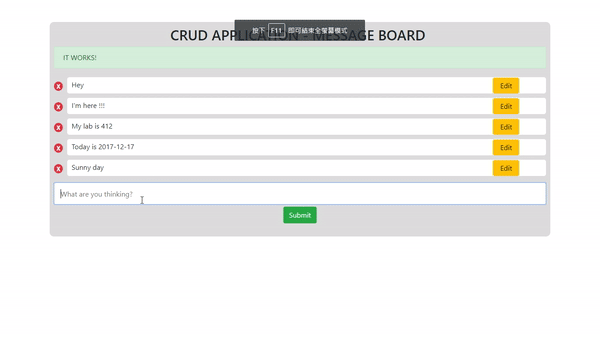 按下 F11 即可結束全螢幕模式
CRUD APPLICATION - MESSAGE BOARD
IT WORKS!
X Hey Edit
X I'm here !!! Edit
X My lab is 412 Edit
X Today is 2017-12-17 Edit
X Sunny day Edit
What are you thinking?
Submit